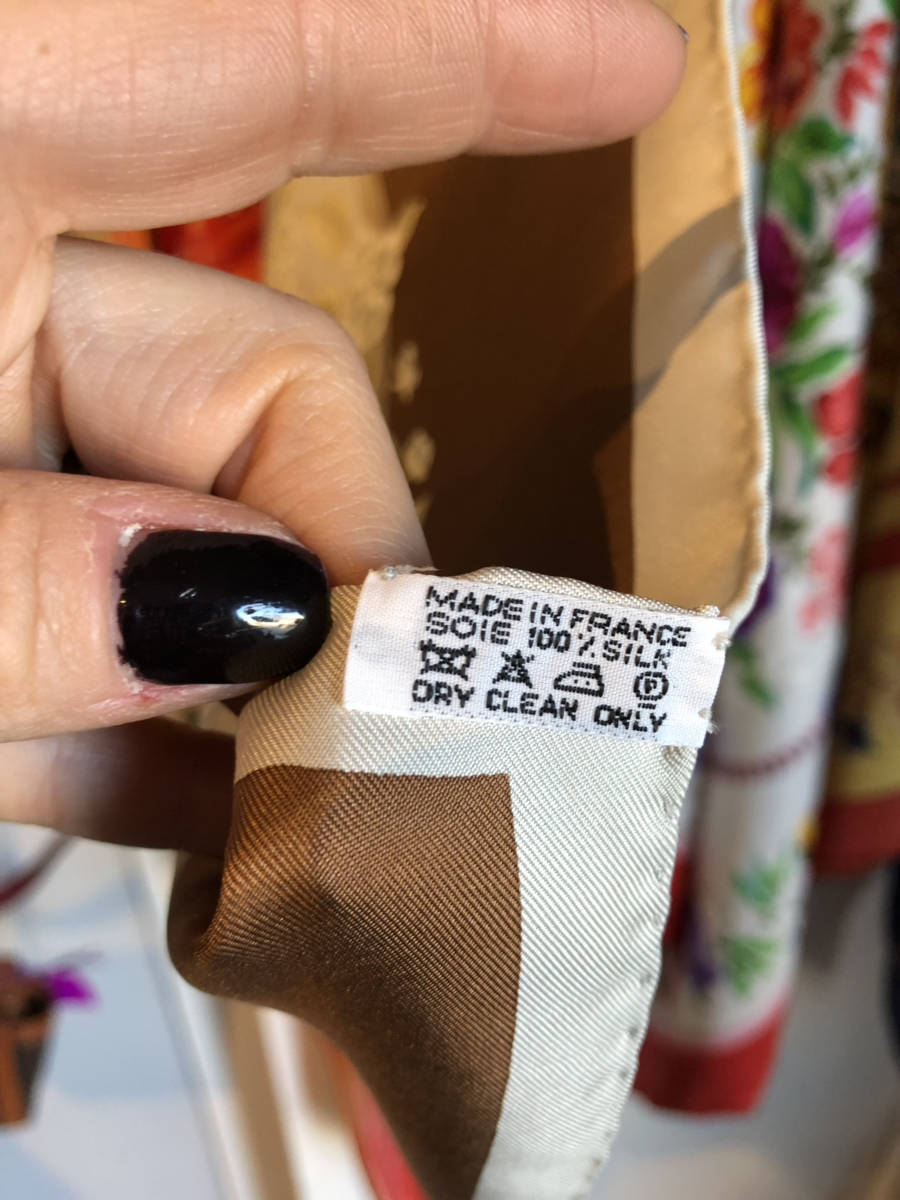 MADE IN FRANCE
SOIE 100% SILK
P
DRY CLEAN ONLY